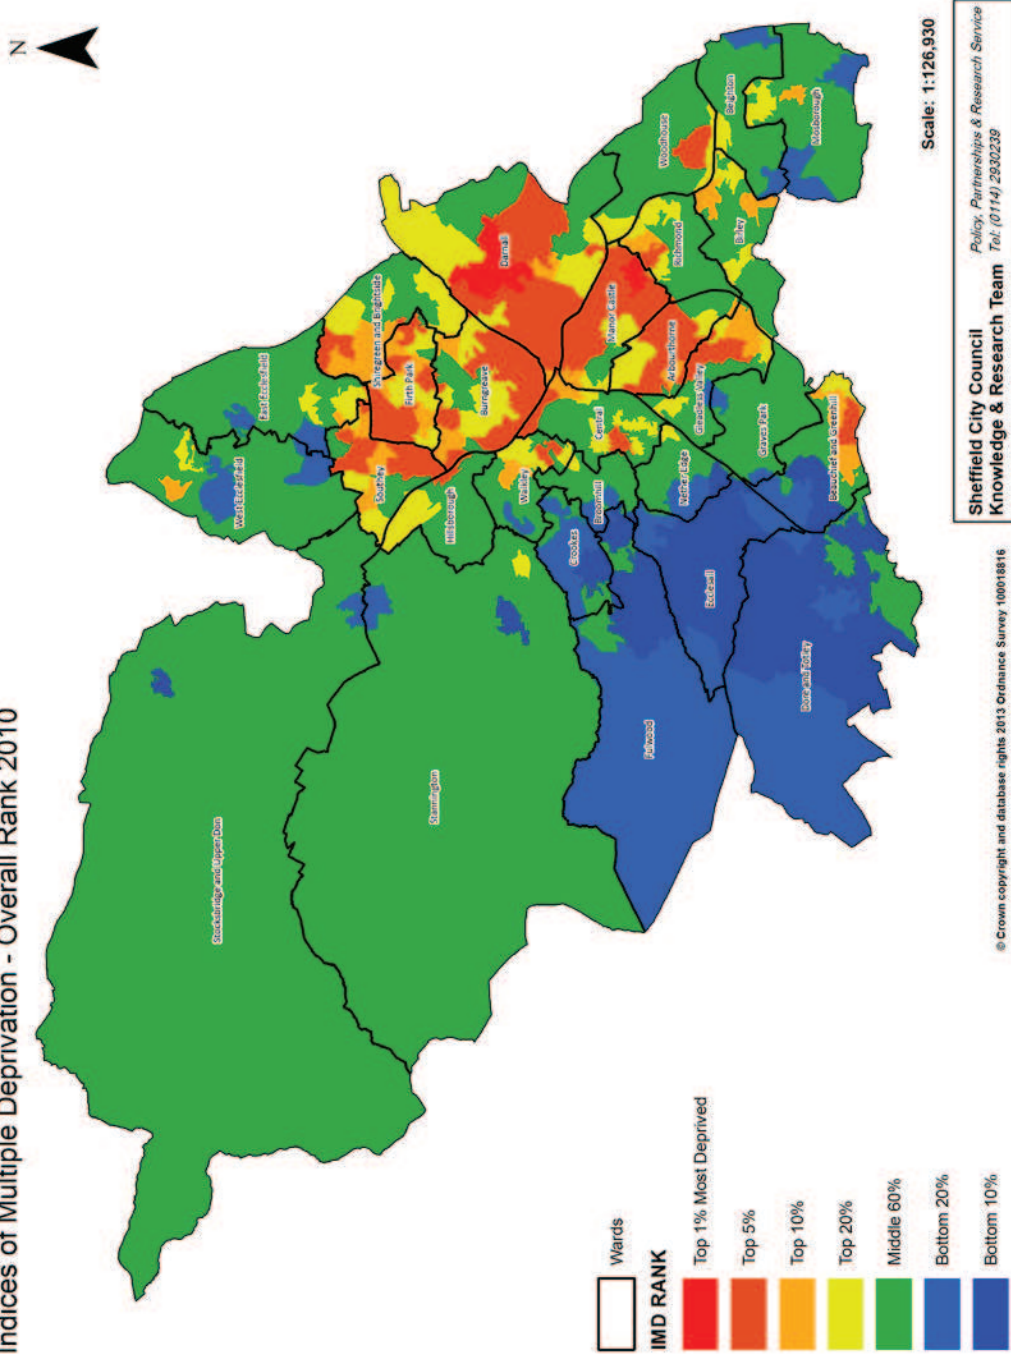 Indices of Multiple Deprivation - Overall Rank 2010
N
Stocksbridge and Upper Don
Stannington
West Ecclesfield
East Ecclesfield
Southey
Shiregreen and Brightside
Firth Park
Hillsborough
Burngreave
Darnall
Walkley
Crookes
Broomhill
Central
Manor Castle
Woodhouse
Fulwood
Nether Edge
Arbourthorne
Richmond
Ecclesall
Gleadless Valley
Birley
Beighton
Graves Park
Dore and Totley
Beauchief and Greenhill
Mosborough
Wards
IMD RANK
Top 1% Most Deprived
Top 5%
Top 10%
Top 20%
Middle 60%
Bottom 20%
Bottom 10%
Scale: 1:126,930
Sheffield City Council Policy, Partnerships & Research Service
Knowledge & Research Team Tel: (0114) 2930239
© Crown copyright and database rights 2013 Ordnance Survey 100018816